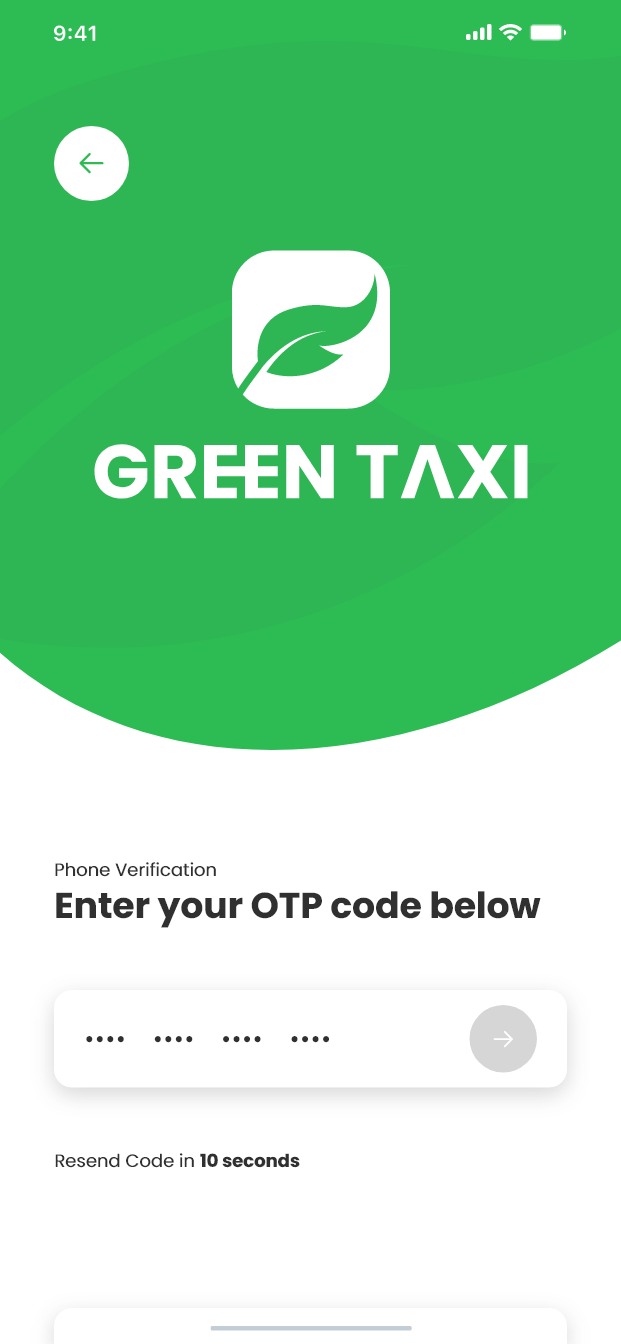 9:41
GREEN TAXI
Phone Verification
Enter your OTP code below
•••• •••• •••• ••••
Resend Code in 10 seconds